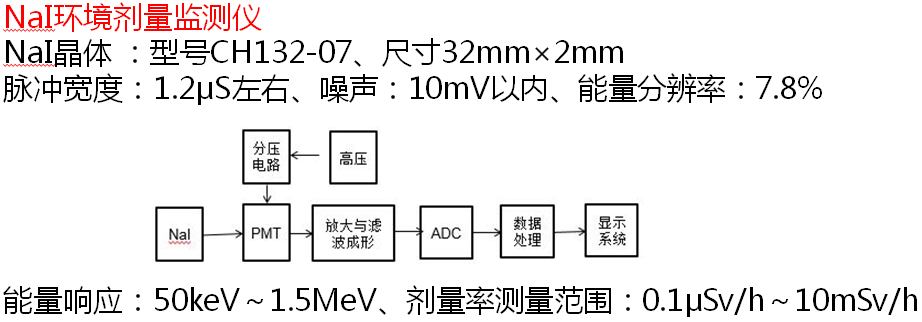 NaI环境剂量监测仪
NaI晶体 ：型号CH132-07、尺寸32mm×2mm
脉冲宽度：1.2μS左右、噪声：10mV以内、能量分辨率：7.8%
分压
电路
高压
NaI
PMT
放大与滤
波成形
ADC
数据
处理
显示
系统
能量响应：50keV～1.5MeV、剂量率测量范围：0.1μSv/h～10mSv/h